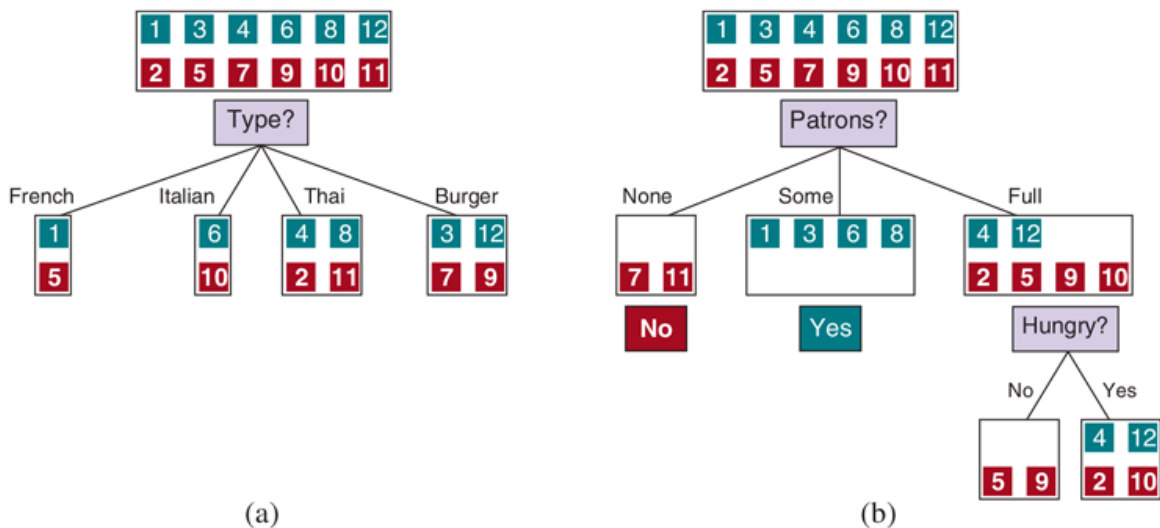 1 3 4 6 8 12
2 5 7 9 10 11
Type?
French Italian Thai Burger
1 6 4 8 3 12
5 10 2 11 7 9
(a)
1 3 4 6 8 12
2 5 7 9 10 11
Patrons?
None Some Full
1 3 6 8 4 12
7 11 2 5 9 10
No Yes Hungry?
No Yes
4 12
5 9 2 10
(b)